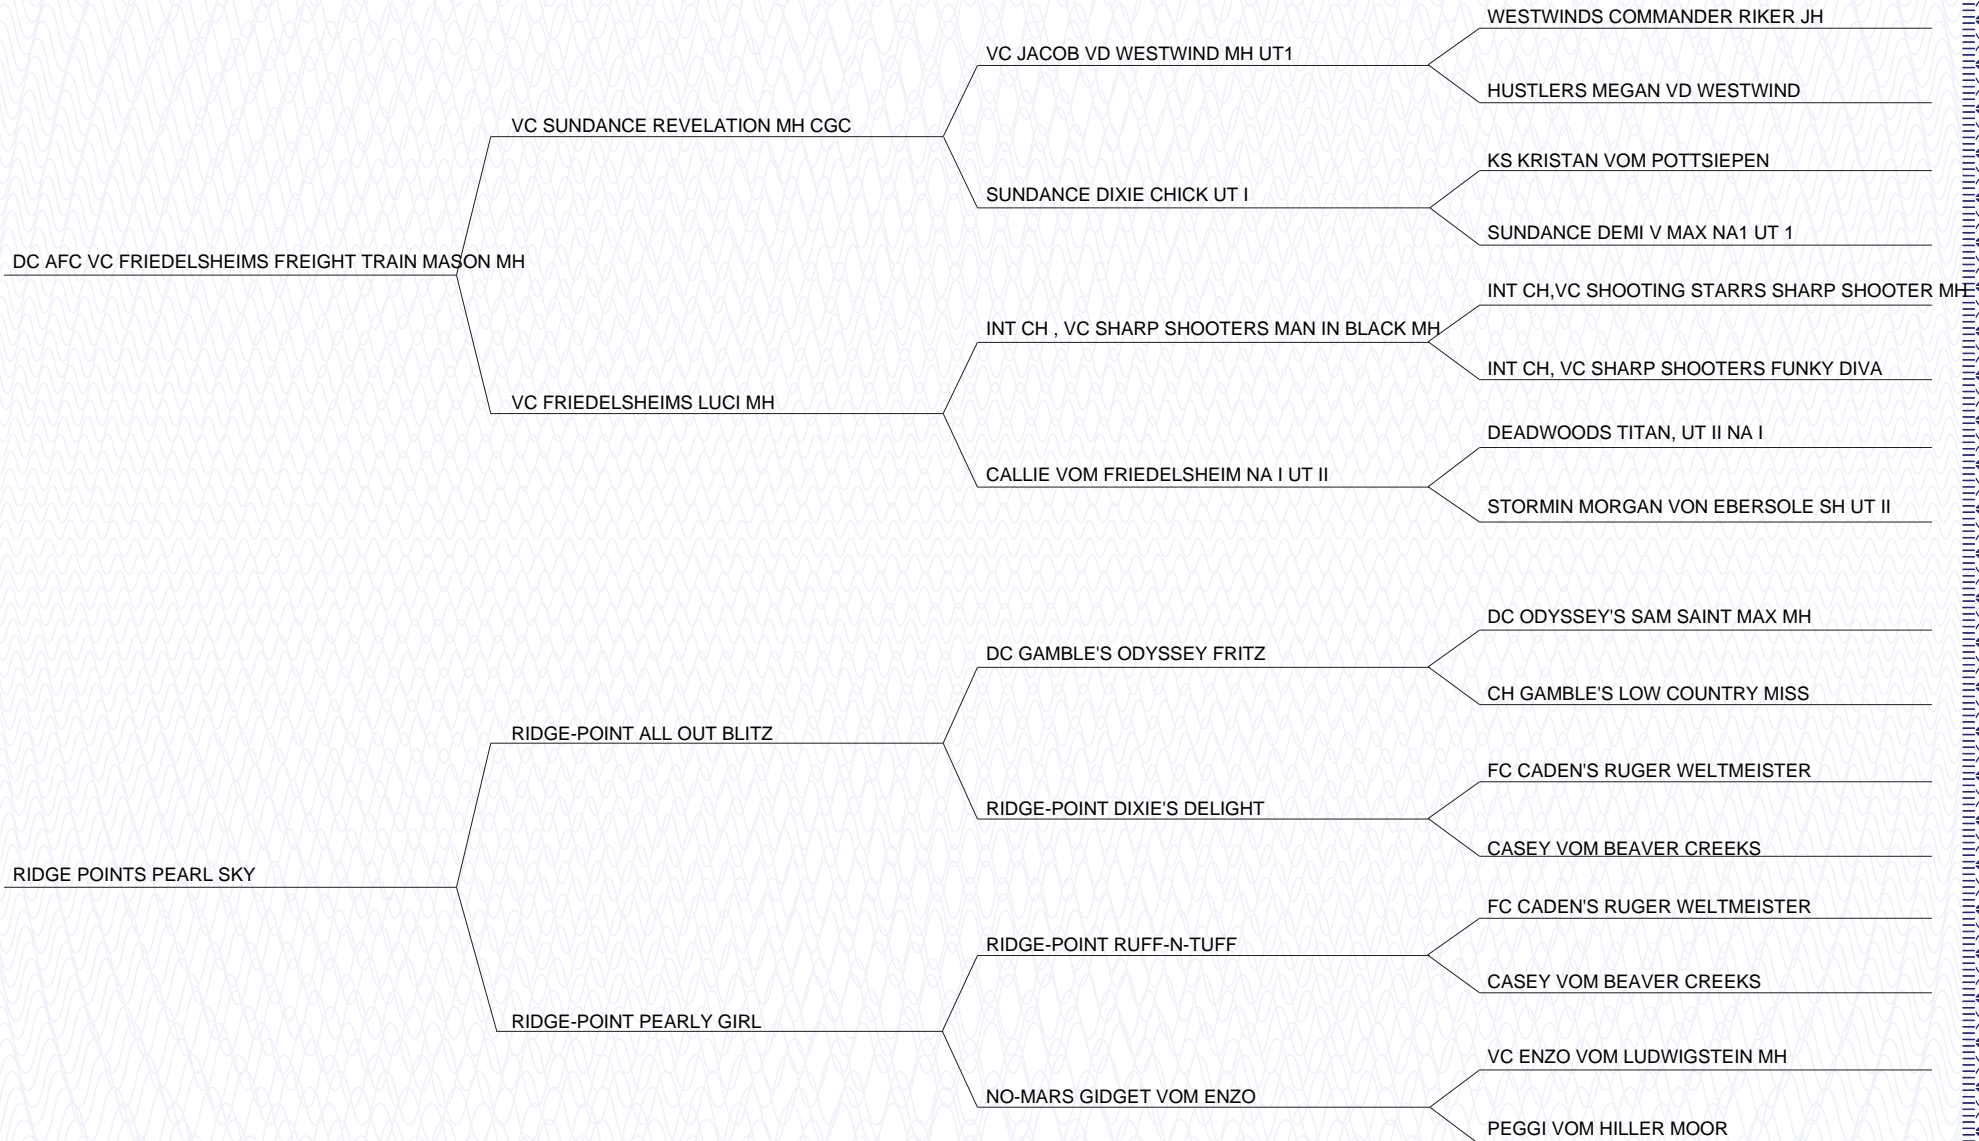 WESTWINDS COMMANDER RIKER JH
VC JACOB VD WESTWIND MH UT1
HUSTLERS MEGAN VD WESTWIND
VC SUNDANCE REVELATION MH CGC
KS KRISTAN VOM POTTSIEPEN
SUNDANCE DIXIE CHICK UT I
SUNDANCE DEMI V MAX NA1 UT 1
DC AFC VC FRIEDELSHEIMS FREIGHT TRAIN MASON MH
INT CH,VC SHOOTING STARRS SHARP SHOOTER MH
INT CH , VC SHARP SHOOTERS MAN IN BLACK MH
INT CH, VC SHARP SHOOTERS FUNKY DIVA
VC FRIEDELSHEIMS LUCI MH
DEADWOODS TITAN, UT II NA I
CALLIE VOM FRIEDELSHEIM NA I UT II
STORMIN MORGAN VON EBERSOLE SH UT II
DC ODYSSEY'S SAM SAINT MAX MH
DC GAMBLE'S ODYSSEY FRITZ
CH GAMBLE'S LOW COUNTRY MISS
RIDGE-POINT ALL OUT BLITZ
FC CADEN'S RUGER WELTMEISTER
RIDGE-POINT DIXIE'S DELIGHT
CASEY VOM BEAVER CREEKS
RIDGE POINTS PEARL SKY
FC CADEN'S RUGER WELTMEISTER
RIDGE-POINT RUFF-N-TUFF
CASEY VOM BEAVER CREEKS
RIDGE-POINT PEARLY GIRL
VC ENZO VOM LUDWIGSTEIN MH
NO-MARS GIDGET VOM ENZO
PEGGI VOM HILLER MOOR